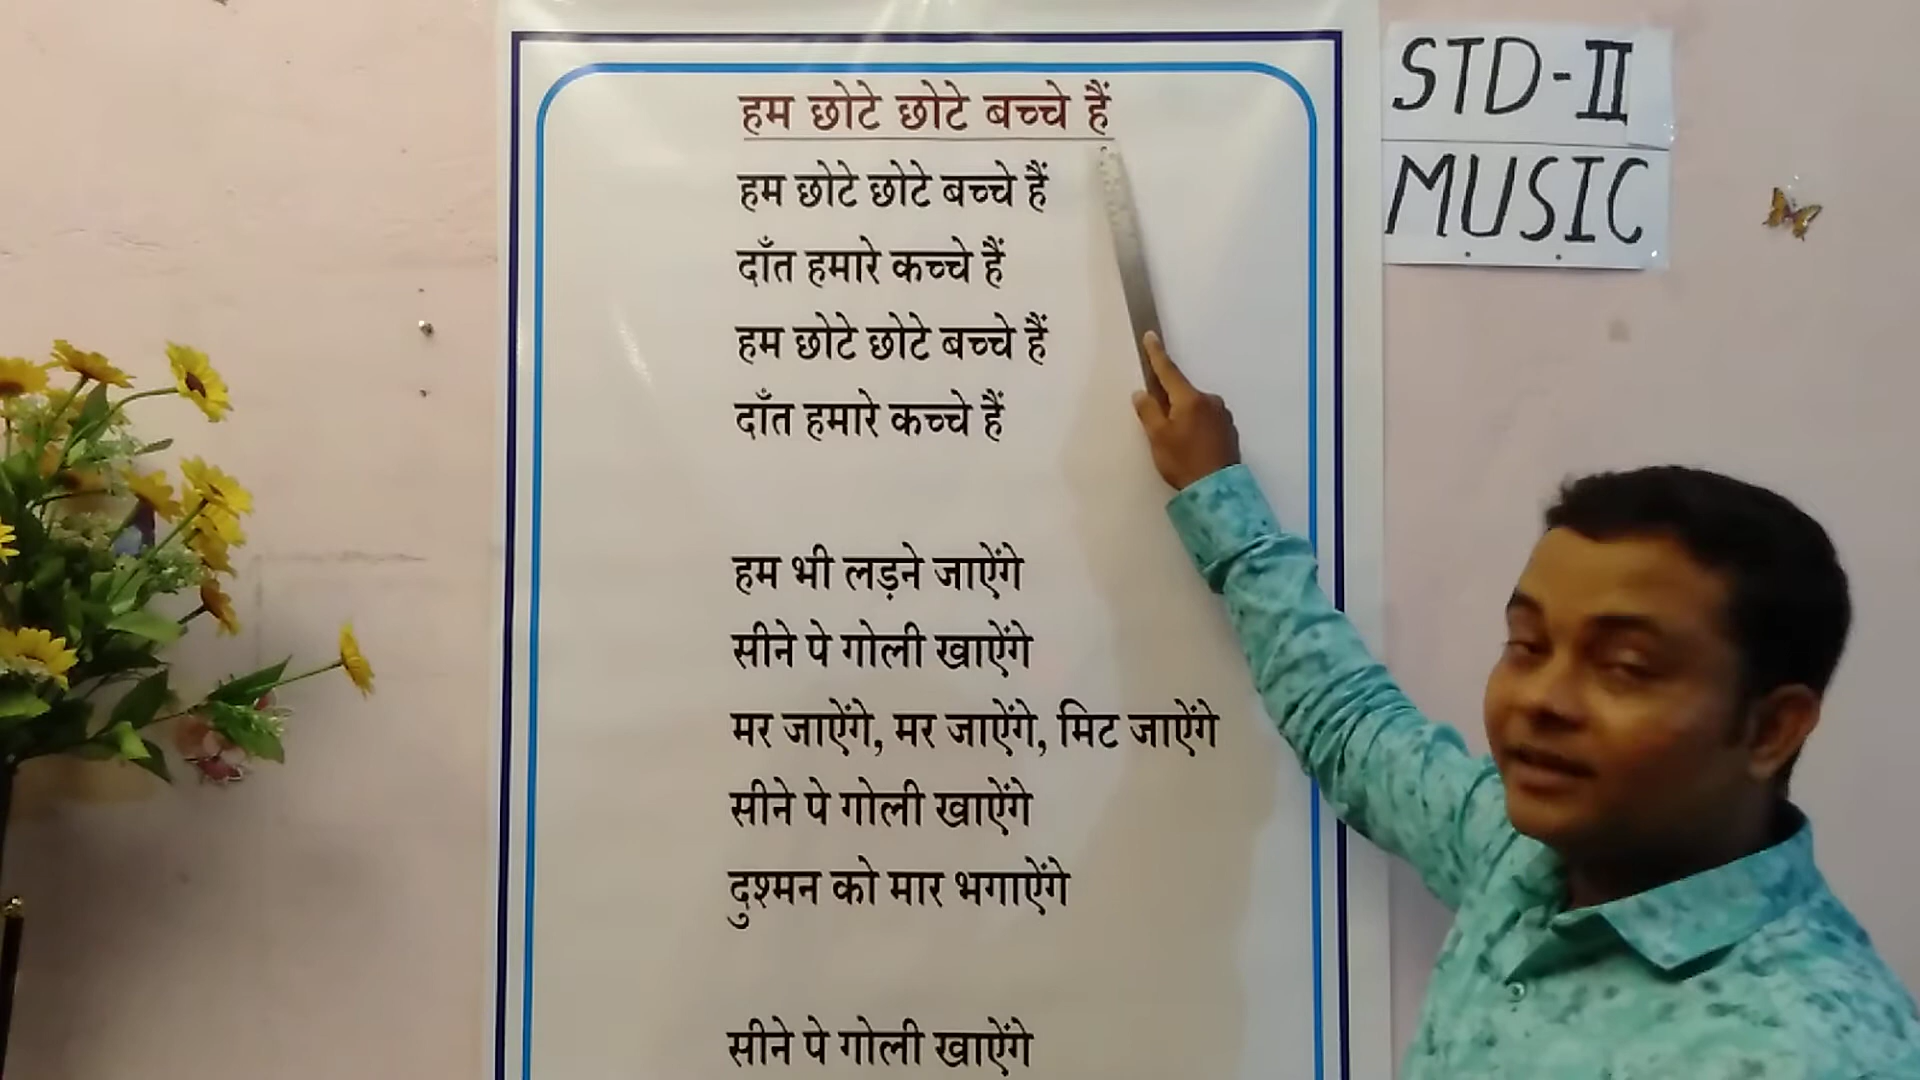 हम छोटे छोटे बच्चे हैं
हम छोटे छोटे बच्चे हैं
दाँत हमारे कच्चे हैं
हम छोटे छोटे बच्चे हैं
दाँत हमारे कच्चे हैं
हम भी लड़ने जाऐंगे
सीने पे गोली खाऐंगे
मर जाऐंगे, मर जाऐंगे, मिट जाऐंगे
सीने पे गोली खाऐंगे
दुश्मन को मार भगाऐंगे
सीने पे गोली खाऐंगे
STD-II
MUSIC